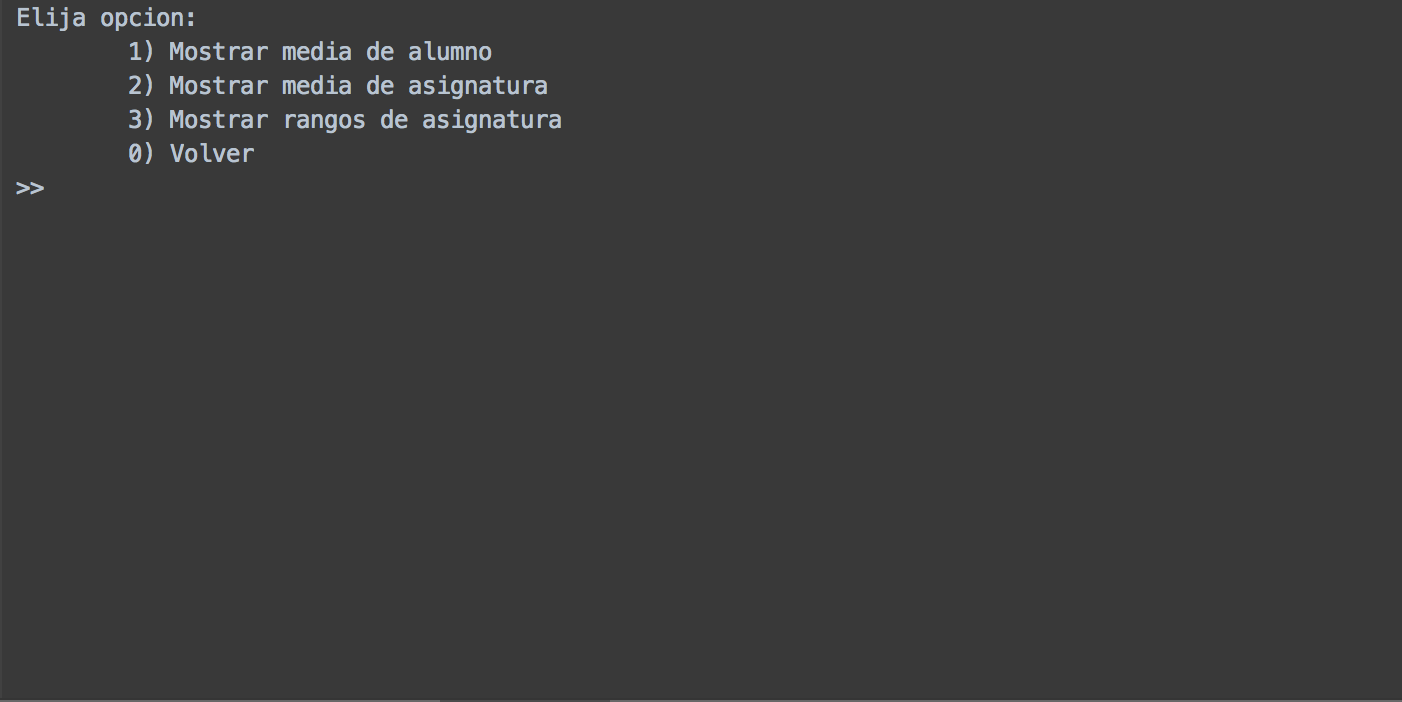 Elija opcion:
1) Mostrar media de alumno
2) Mostrar media de asignatura
3) Mostrar rangos de asignatura
0) Volver
>>